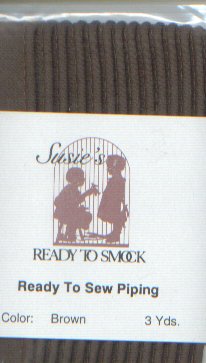 Susie's
READY TO SMOCK
Ready To Sew Piping
Color: Brown 3 Yds.